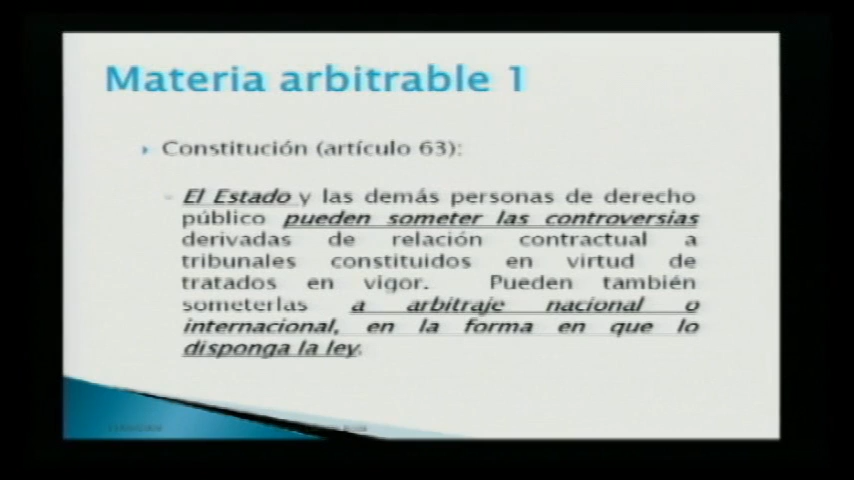 Materia arbitrable 1
Constitución (artículo 63):
El Estado y las demás personas de derecho
público pueden someter las controversias
derivadas de relación contractual a
tribunales constituidos en virtud de
tratados en vigor. Pueden también
someterlas a arbitraje nacional o
internacional, en la forma en que lo
disponga la ley.